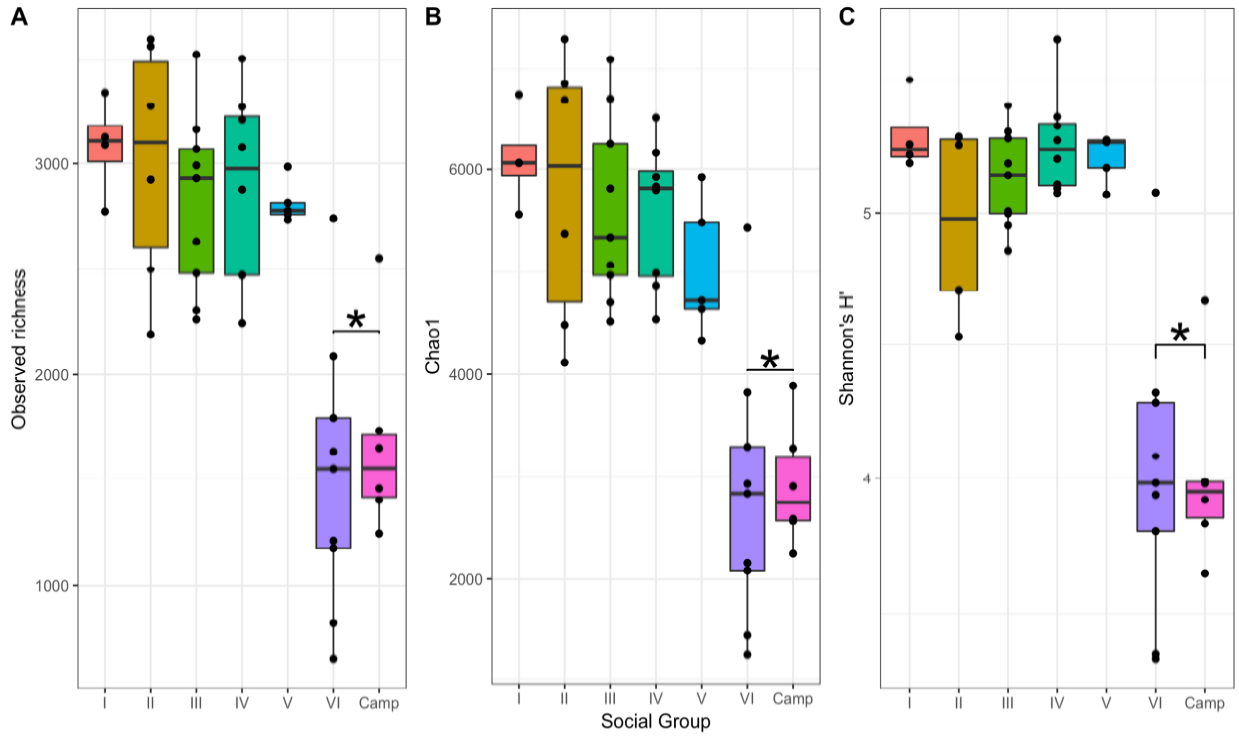 A
B
C
Observed richness
3000
2000
1000
I II III IV V VI Camp
*
Chao1
6000
4000
2000
I II III IV V VI Camp
*
Social Group
Shannon's H'
5
4
I II III IV V VI Camp
*